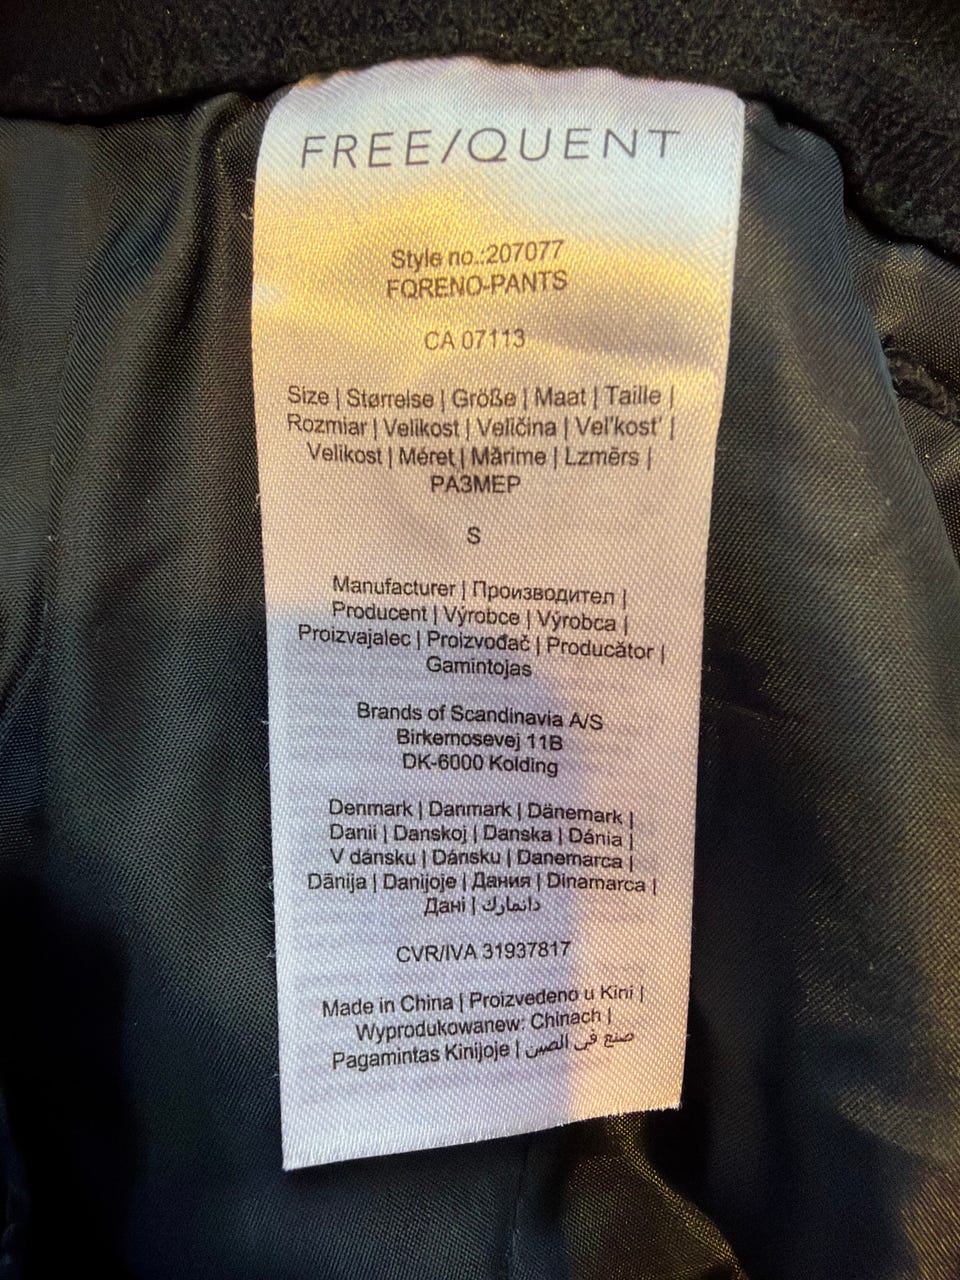 FREE/QUENT
Style no.:207077
FQRENO-PANTS
CA 07113
Size | Størrelse | Größe | Maat | Taille |
Rozmiar | Velikost | Veličina | Vel'kost' |
Velikost | Méret | Mărime | Lzmērs |
РАЗМЕР
S
Manufacturer | Производител |
Producent | Výrobce | Výrobca |
Proizvajalec | Proizvođač | Producător |
Gamintojas
Brands of Scandinavia A/S
Birkemosevej 11B
DK-6000 Kolding
Denmark | Danmark | Dänemark |
Danii | Danskoj | Danska | Dánia |
V dánsku | Dánsku | Danemarca |
Dānija | Danijoje | Дания | Dinamarca |
Дані | دانمارك
CVR/IVA 31937817
Made in China | Proizvedeno u Kini |
Wyprodukowanew: Chinach |
Pagamintas Kinijoje | صنع في الصين